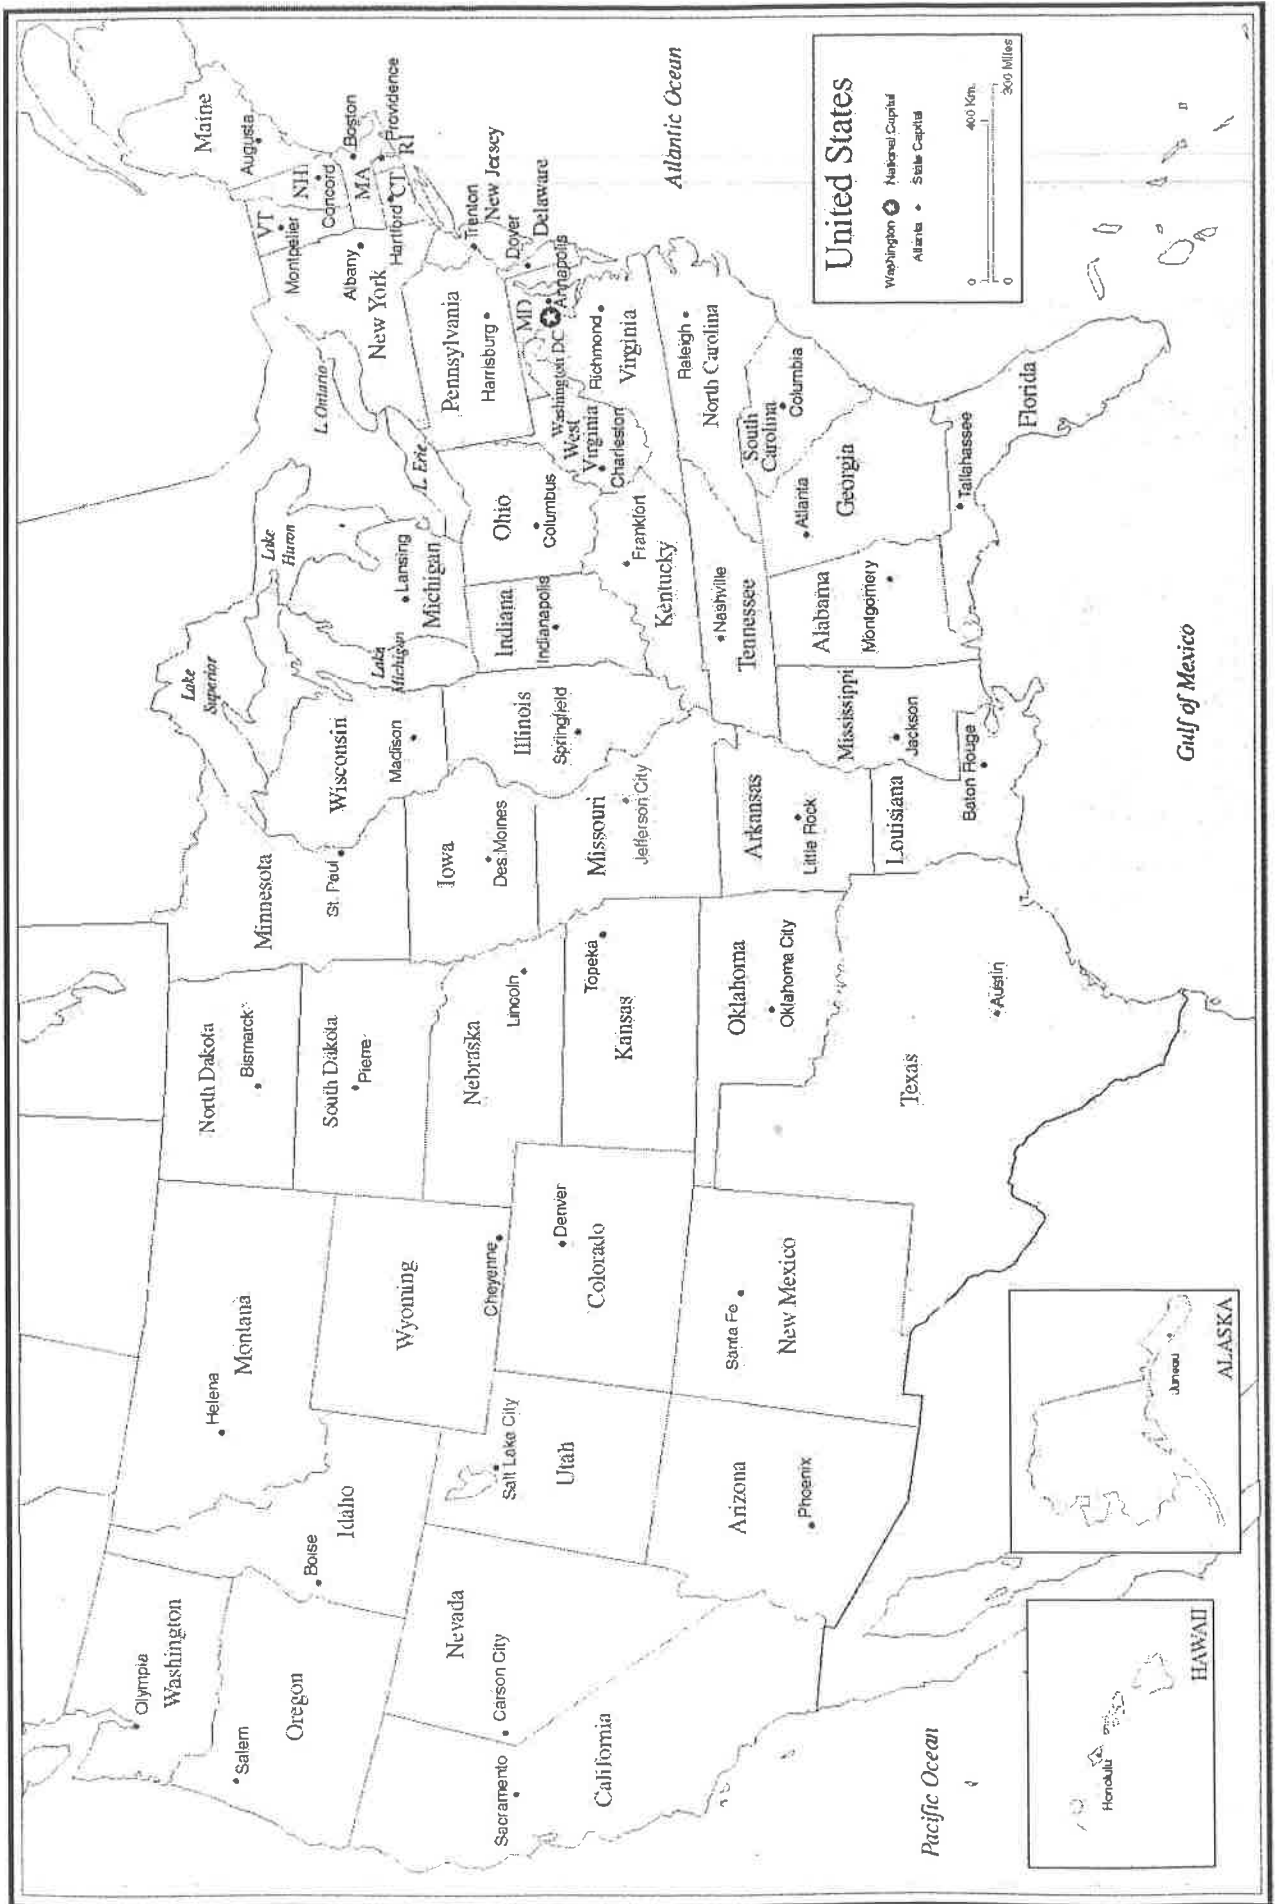 Olympia
Washington
Salem
Oregon
Helena
Montana
Boise
Idaho
North Dakota
Bismarck
South Dakota
Pierre
Minnesota
St. Paul
Wisconsin
Madison
Lake
Superior
Lake
Huron
Lake
Michigan
Lansing
Michigan
L. Ontario
L. Erie
Maine
Augusta
VT
Montpelier
NH
Concord
MA
Boston
Providence
RI
CT
Hartford
Albany
New York
Pennsylvania
Harrisburg
Trenton
New Jersey
Dover
Delaware
MD
Annapolis
Washington DC
West
Virginia
Charleston
Richmond
Virginia
Ohio
Columbus
Indiana
Indianapolis
Illinois
Springfield
Iowa
Des Moines
Nebraska
Lincoln
Wyoming
Cheyenne
Nevada
Carson City
Sacramento
California
Salt Lake City
Utah
Denver
Colorado
Topeka
Kansas
Missouri
Jefferson City
Frankfort
Kentucky
Nashville
Tennessee
Raleigh
North Carolina
South
Carolina
Columbia
Atlanta
Georgia
Alabama
Montgomery
Mississippi
Jackson
Arkansas
Little Rock
Louisiana
Baton Rouge
Oklahoma
Oklahoma City
Santa Fe
New Mexico
Arizona
Phoenix
Texas
Austin
Tallahassee
Florida
Atlantic Ocean
Gulf of Mexico
Pacific Ocean
HAWAII
Honolulu
ALASKA
Juneau
United States
Washington National Capital
Atlanta State Capital
0 400 Km.
0 300 Miles